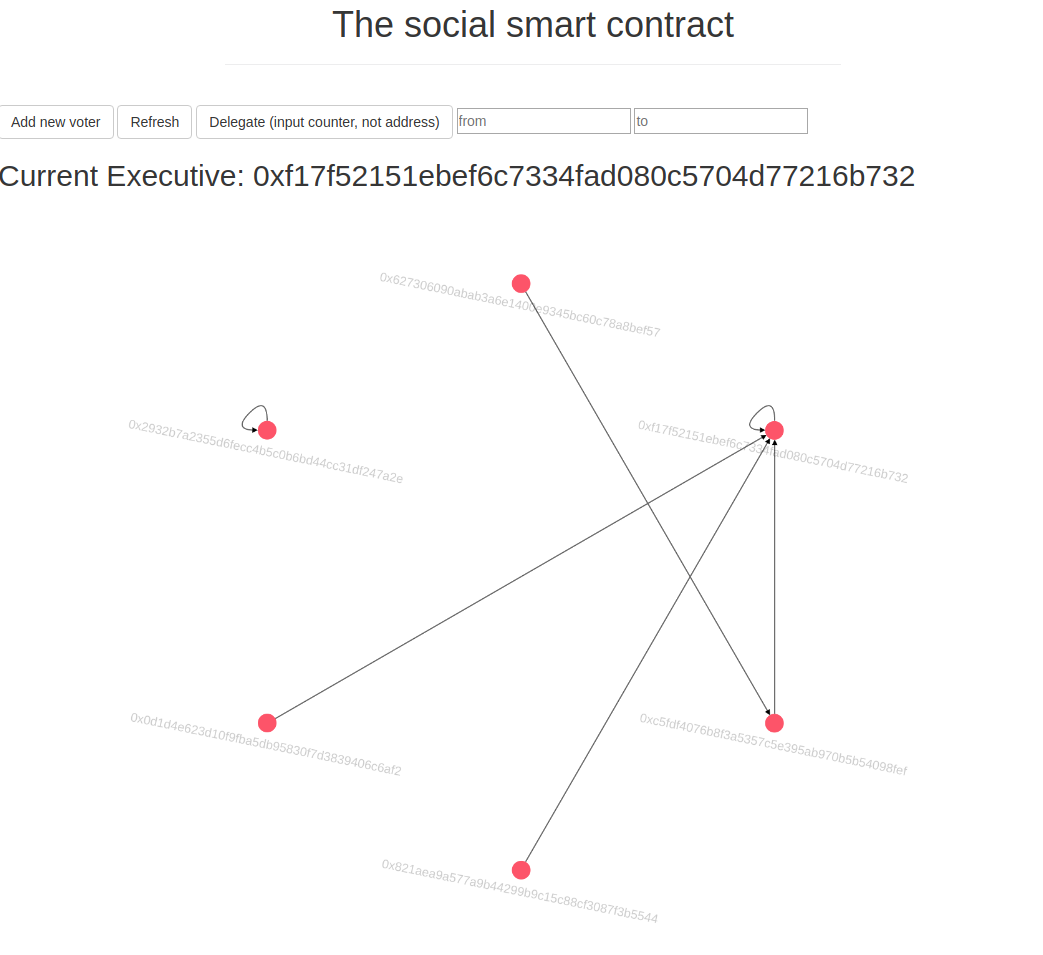 The social smart contract
Add new voter Refresh Delegate (input counter, not address) from to
Current Executive: 0xf17f52151ebef6c7334fad080c5704d77216b732
0x627306090abab3a6e1400e9345bc60c78a8bef57
0x2932b7a2355d6fecc4b5c0b6bd44cc31df247a2e
0xf17f52151ebef6c7334fad080c5704d77216b732
0x0d1d4e623d10f9fba5db95830f7d3839406c6af2
0xc5fdf4076b8f3a5357c5e395ab970b5b54098fef
0x821aea9a577a9b44299b9c15c88cf3087f3b5544